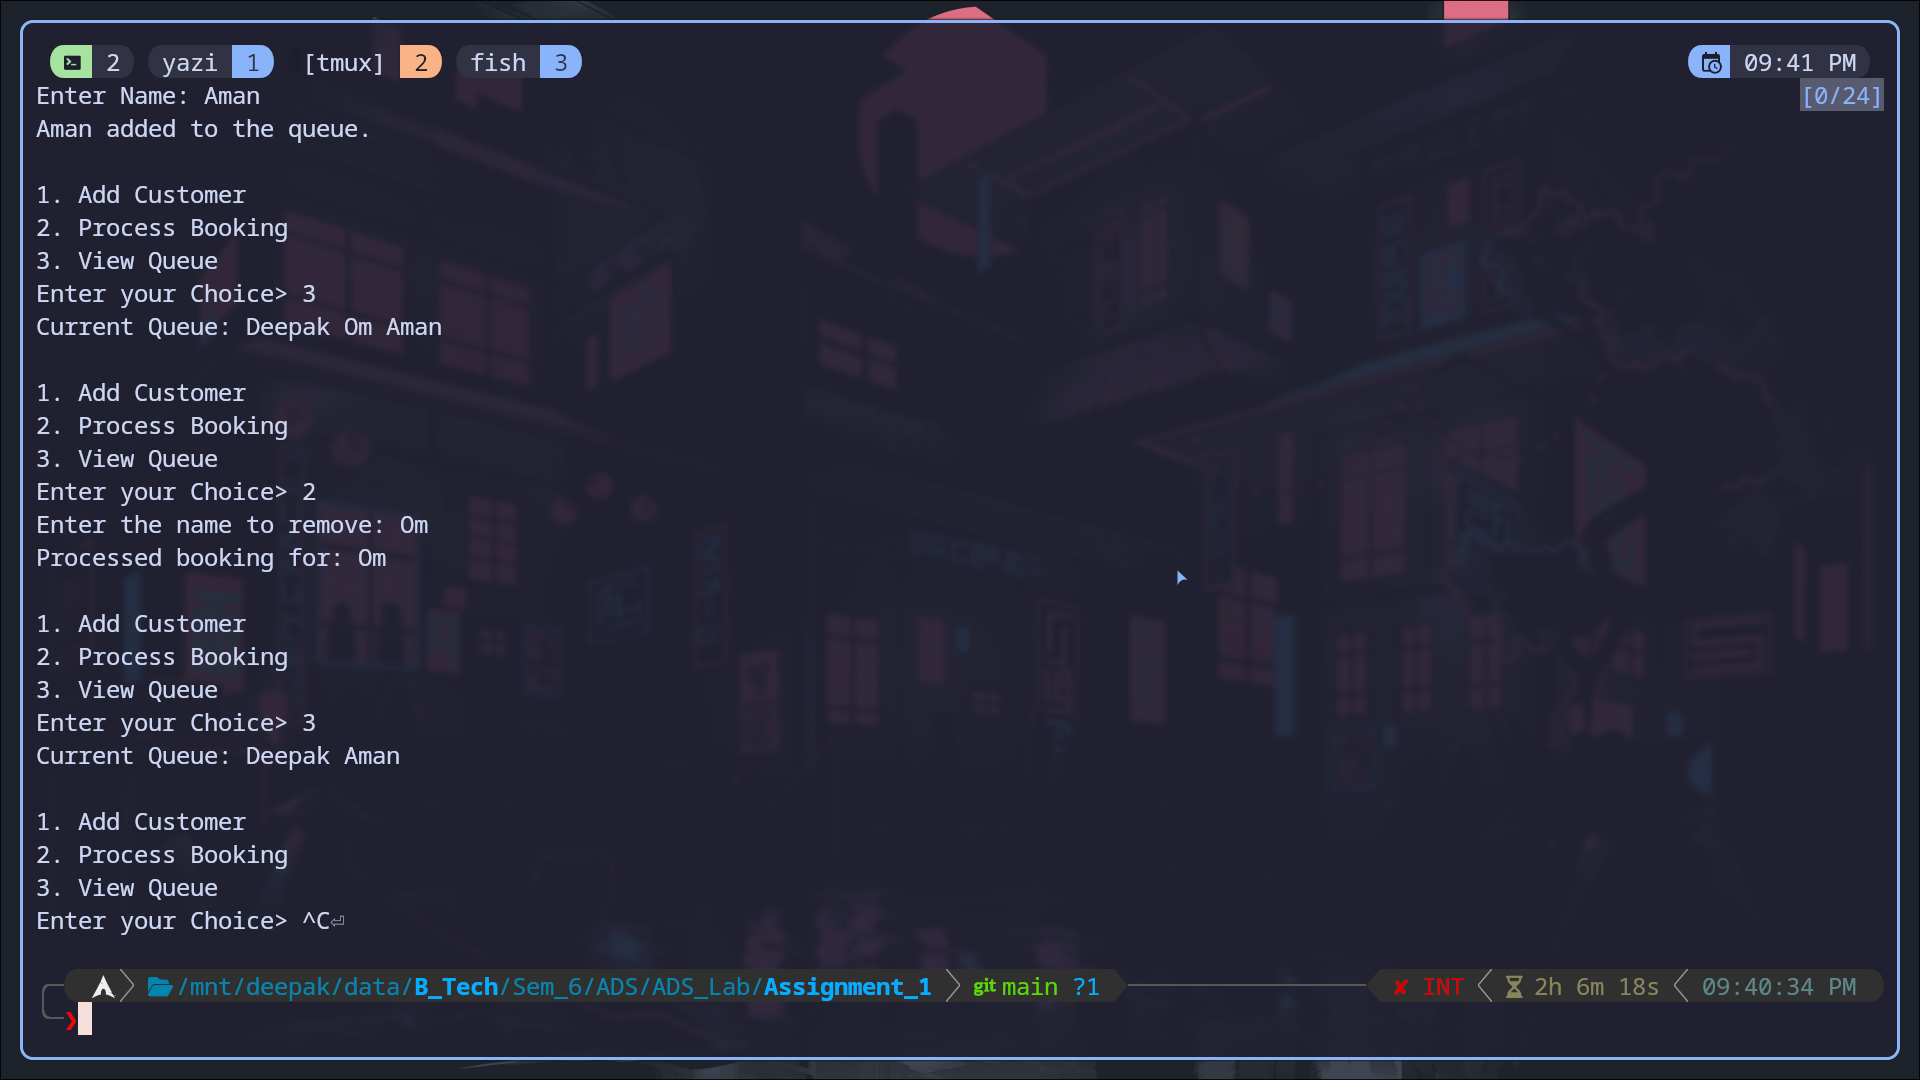 2 yazi 1 [tmux] 2 fish 3 09:41 PM
Enter Name: Aman [0/24]
Aman added to the queue.
1. Add Customer
2. Process Booking
3. View Queue
Enter your Choice> 3
Current Queue: Deepak Om Aman
1. Add Customer
2. Process Booking
3. View Queue
Enter your Choice> 2
Enter the name to remove: Om
Processed booking for: Om
1. Add Customer
2. Process Booking
3. View Queue
Enter your Choice> 3
Current Queue: Deepak Aman
1. Add Customer
2. Process Booking
3. View Queue
Enter your Choice> ^C⏎
/mnt/deepak/data/B_Tech/Sem_6/ADS/ADS_Lab/Assignment_1 git main ?1 ✘ INT 2h 6m 18s 09:40:34 PM
❯